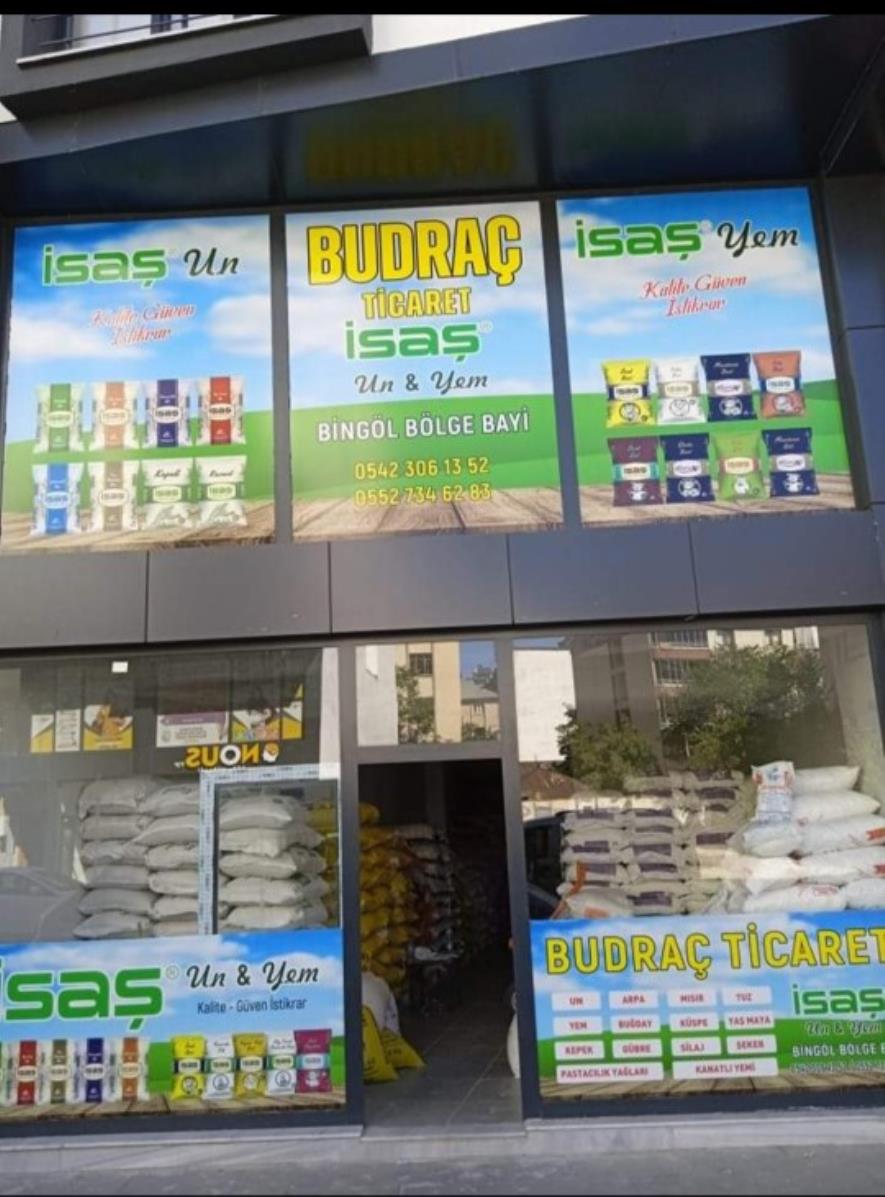 isaş® Un
Kalite Güven
İstikrar
BUDRAÇ
TİCARET
isaş®
Un & Yem
BİNGÖL BÖLGE BAYİ
0542 306 13 52
0552 734 62 83
isaş® Yem
Kalite Güven
İstikrar
NOUS
isaş® Un & Yem
Kalite - Güven İstikrar
BUDRAÇ TİCARET
UN ARPA MISIR TUZ
YEM BUĞDAY KÜSPE YAŞ MAYA
KEPEK GÜBRE SİLAJ ŞEKER
PASTACILIK YAĞLARI KANATLI YEMİ
isaş
Un & Yem
BİNGÖL BÖLGE